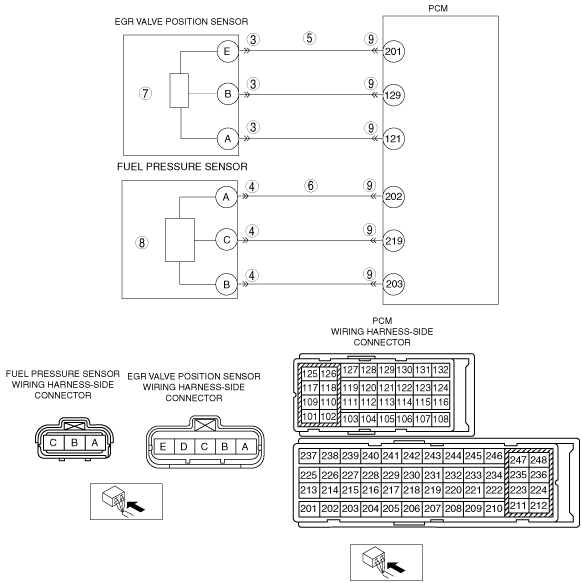 EGR VALVE POSITION SENSOR
PCM
E 3 5 9 201
7
B 3 9 129
A 3 9 121
FUEL PRESSURE SENSOR
A 4 6 9 202
8
C 4 9 219
B 4 9 203
PCM
WIRING HARNESS-SIDE
CONNECTOR
FUEL PRESSURE SENSOR
WIRING HARNESS-SIDE
CONNECTOR
EGR VALVE POSITION SENSOR
WIRING HARNESS-SIDE
CONNECTOR
125 126 127 128 129 130 131 132
117 118 119 120 121 122 123 124
109 110 111 112 113 114 115 116
101 102 103 104 105 106 107 108
C B A
E D C B A
237 238 239 240 241 242 243 244 245 246 247 248
225 226 227 228 229 230 231 232 233 234 235 236
213 214 215 216 217 218 219 220 221 222 223 224
201 202 203 204 205 206 207 208 209 210 211 212